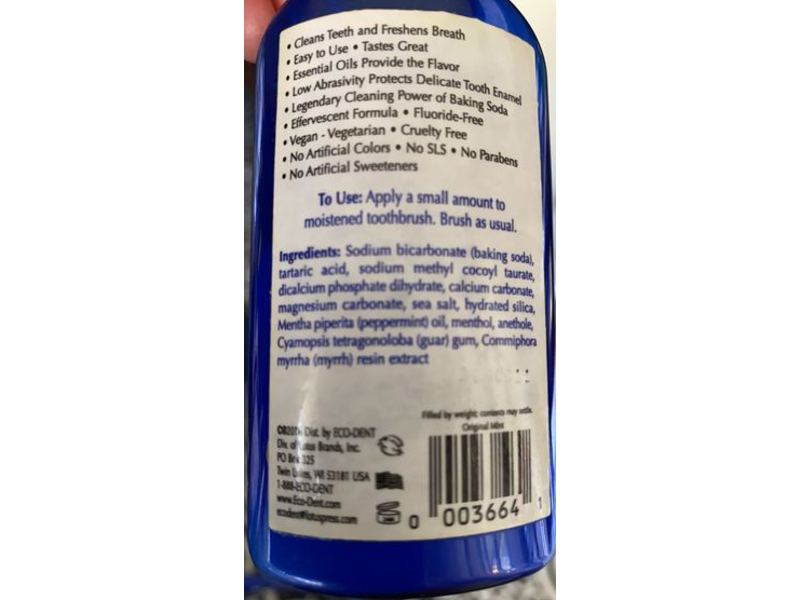 • Cleans Teeth and Freshens Breath
• Easy to Use • Tastes Great
• Essential Oils Provide the Flavor
• Low Abrasivity Protects Delicate Tooth Enamel
• Legendary Cleaning Power of Baking Soda
• Effervescent Formula • Fluoride-Free
• Vegan - Vegetarian • Cruelty Free
• No Artificial Colors • No SLS • No Parabens
• No Artificial Sweeteners
To Use: Apply a small amount to
moistened toothbrush. Brush as usual.
Ingredients: Sodium bicarbonate (baking soda),
tartaric acid, sodium methyl cocoyl taurate,
dicalcium phosphate dihydrate, calcium carbonate,
magnesium carbonate, sea salt, hydrated silica,
Mentha piperita (peppermint) oil, menthol, anethole,
Cyamopsis tetragonoloba (guar) gum, Commiphora
myrrha (myrrh) resin extract
Filled by weight; contents may settle.
Original Mint
Dist. by ECO-DENT
Div. of Lotus Brands, Inc.
PO Box 325
Twin Lakes, WI 53181 USA
1-888-ECO-DENT
www.Eco-Dent.com
ecodent@lotuspress.com
0 003664 1